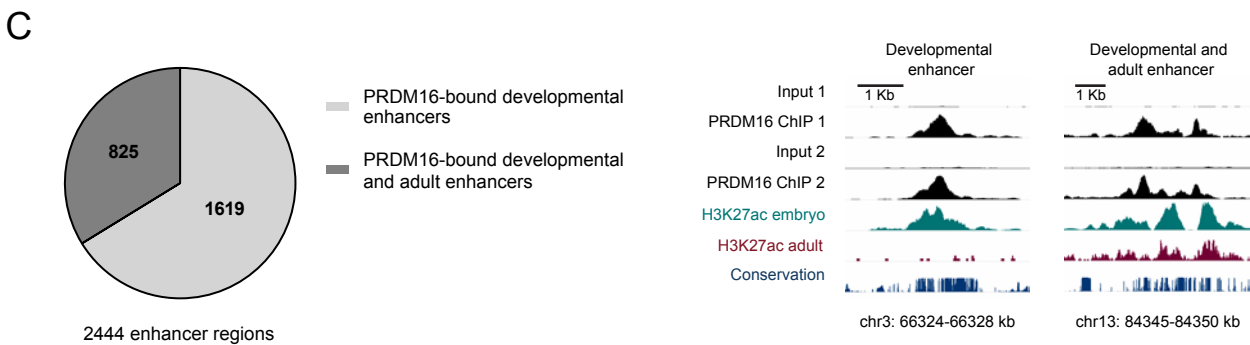 C
825
1619
2444 enhancer regions
PRDM16-bound developmental
enhancers
PRDM16-bound developmental
and adult enhancers
Developmental
enhancer
Developmental and
adult enhancer
1 Kb
1 Kb
Input 1
PRDM16 ChIP 1
Input 2
PRDM16 ChIP 2
H3K27ac embryo
H3K27ac adult
Conservation
chr3: 66324-66328 kb
chr13: 84345-84350 kb